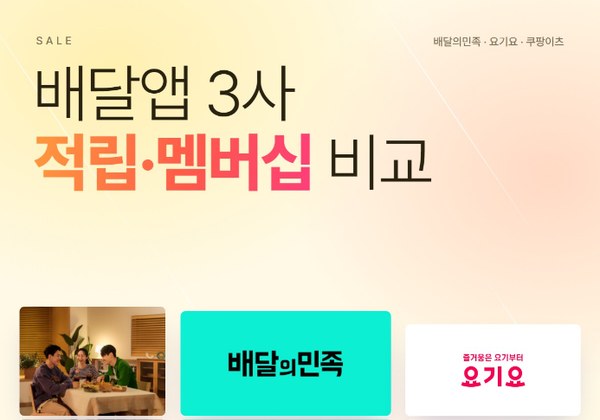 SALE
배달의민족 · 요기요 · 쿠팡이츠
배달앱 3사
적립·멤버십 비교
배달의민족
즐거움은 요기부터
요기요